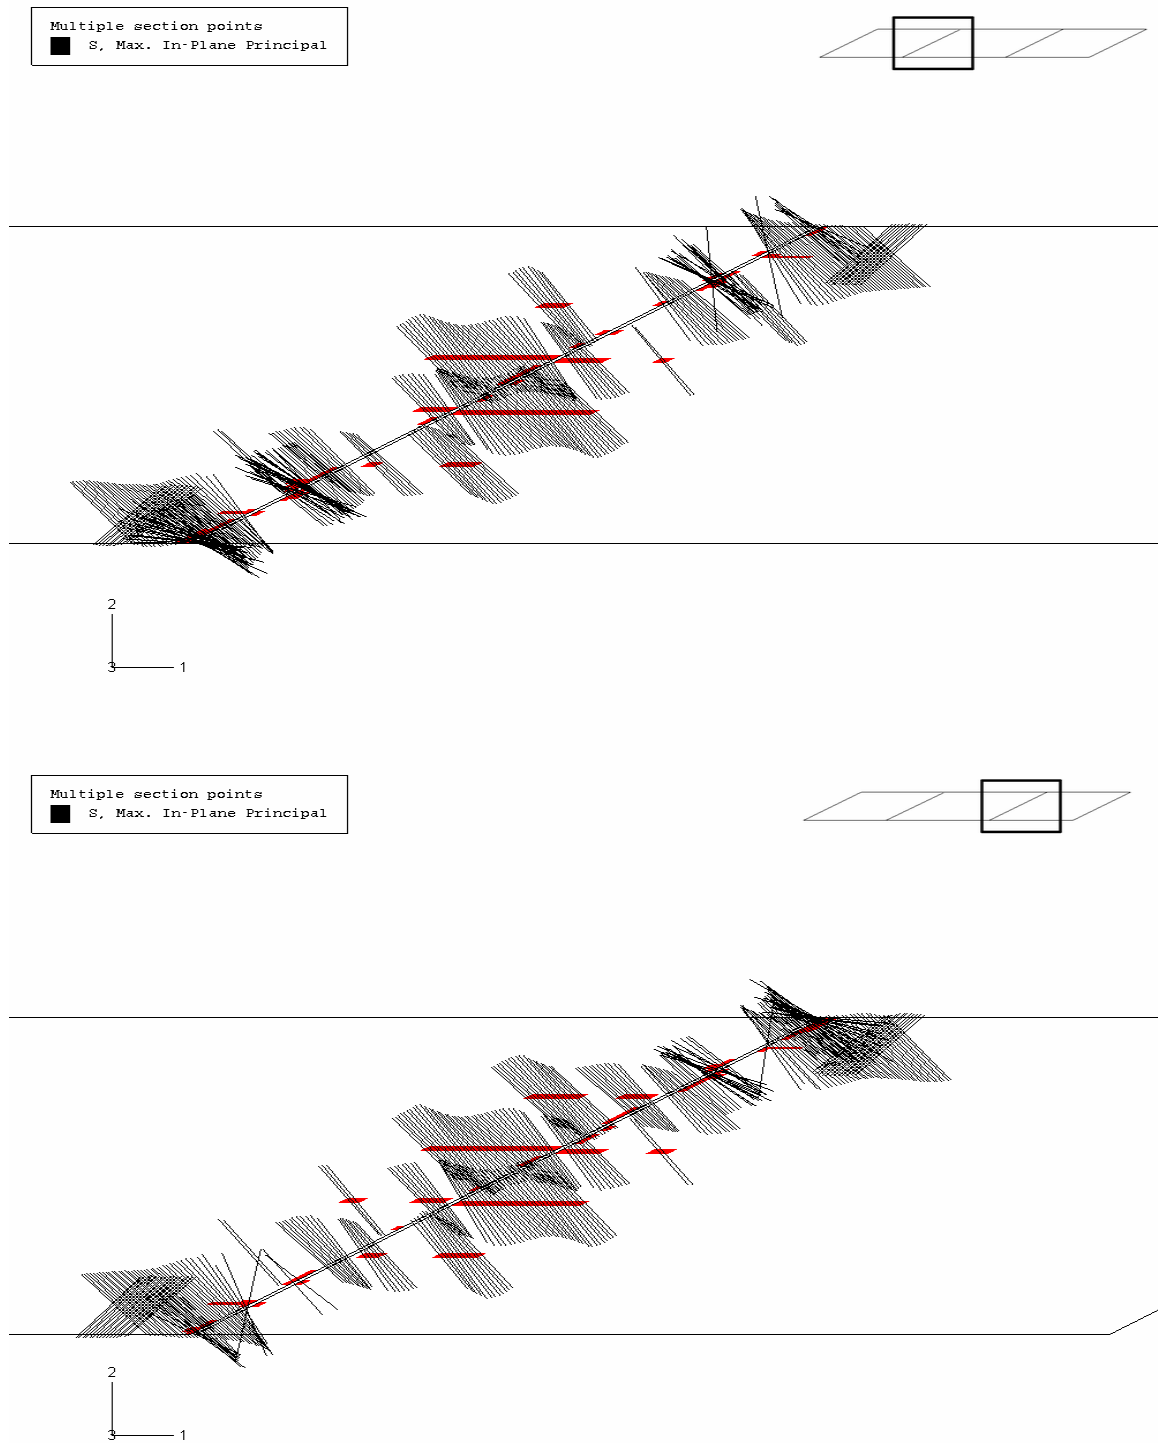 Multiple section points
S, Max. In-Plane Principal
2
3
1
Multiple section points
S, Max. In-Plane Principal
2
3
1